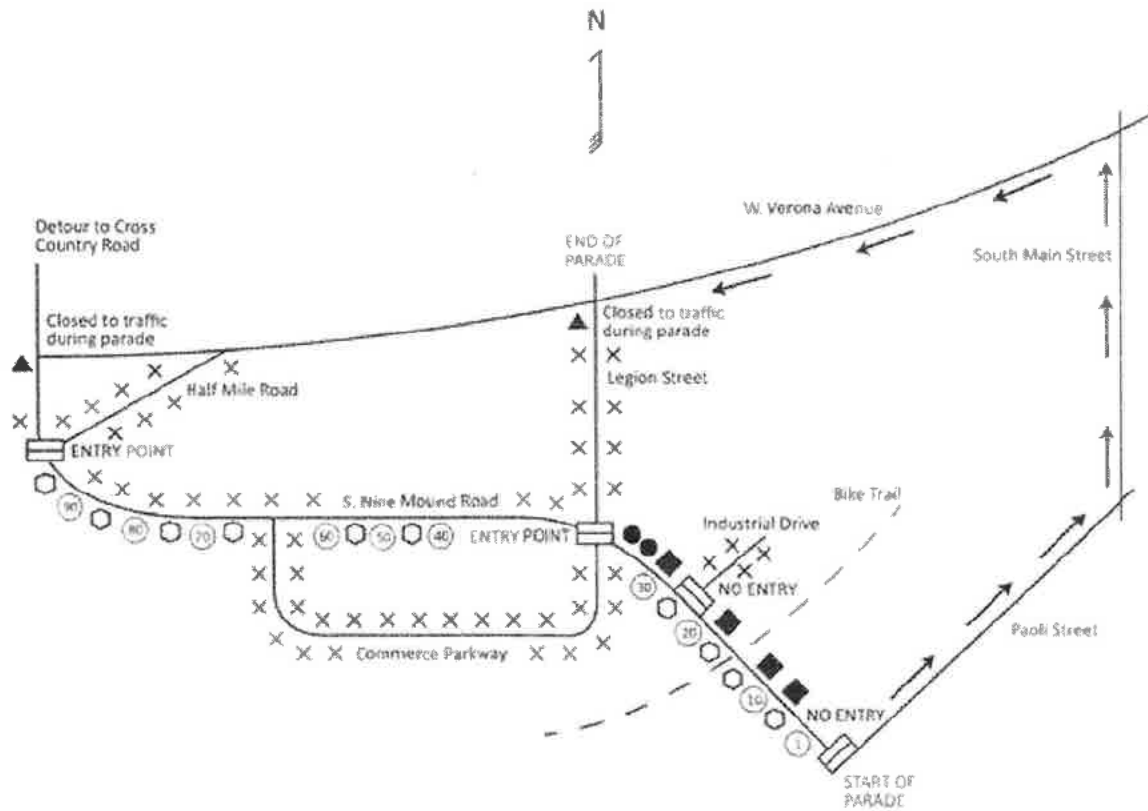 N
W. Verona Avenue
Detour to Cross
Country Road
END OF
PARADE
South Main Street
Closed to traffic
during parade
Closed to traffic
during parade
Half Mile Road
Legion Street
ENTRY POINT
S. Nine Mound Road
Bike Trail
Industrial Drive
90
80
70
60
50
40
ENTRY POINT
NO ENTRY
30
20
Paoli Street
Commerce Parkway
10
NO ENTRY
1
START OF
PARADE